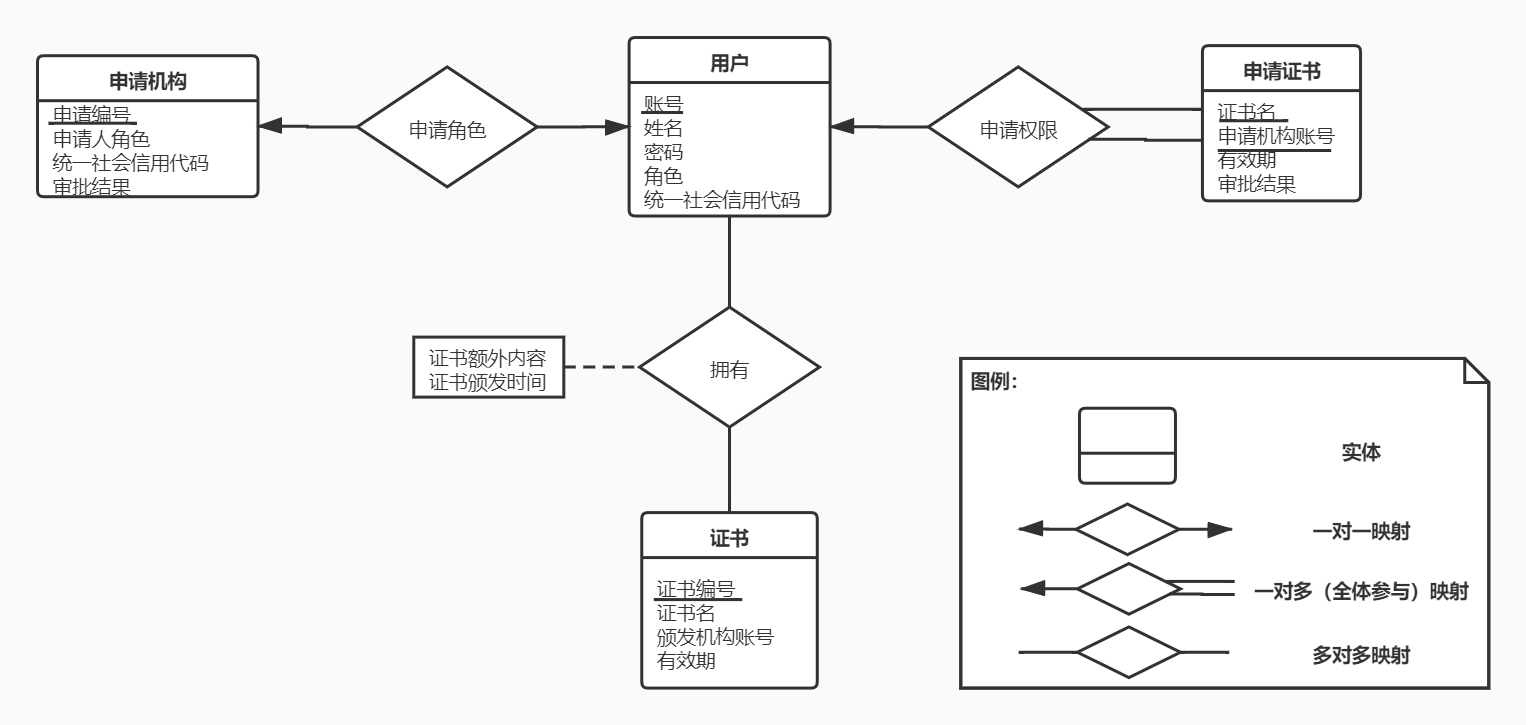 申请机构
申请编号
申请人角色
统一社会信用代码
审批结果
申请角色
用户
账号
姓名
密码
角色
统一社会信用代码
申请权限
申请证书
证书名
申请机构账号
有效期
审批结果
证书额外内容
证书颁发时间
拥有
证书
证书编号
证书名
颁发机构账号
有效期
图例：
实体
一对一映射
一对多（全体参与）映射
多对多映射